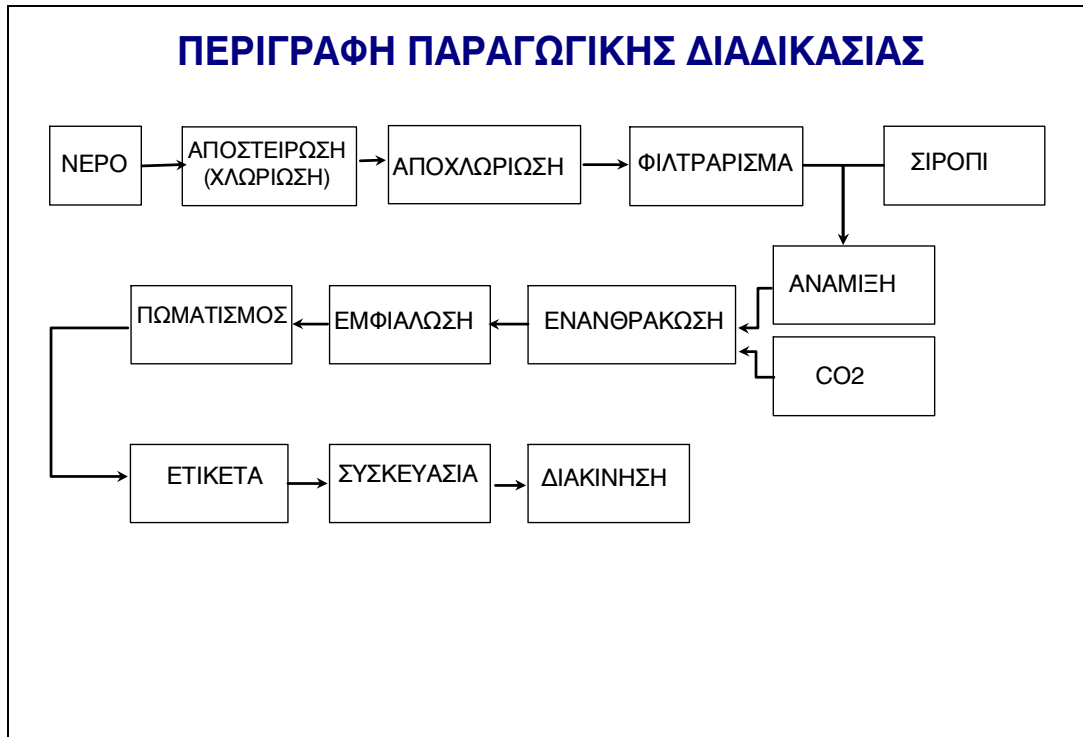 ΠΕΡΙΓΡΑΦΗ ΠΑΡΑΓΩΓΙΚΗΣ ΔΙΑΔΙΚΑΣΙΑΣ
ΝΕΡΟ
ΑΠΟΣΤΕΙΡΩΣΗ
(ΧΛΩΡΙΩΣΗ)
ΑΠΟΧΛΩΡΙΩΣΗ
ΦΙΛΤΡΑΡΙΣΜΑ
ΣΙΡΟΠΙ
ΑΝΑΜΙΞΗ
ΠΩΜΑΤΙΣΜΟΣ
ΕΜΦΙΑΛΩΣΗ
ΕΝΑΝΘΡΑΚΩΣΗ
CO2
ΕΤΙΚΕΤΑ
ΣΥΣΚΕΥΑΣΙΑ
ΔΙΑΚΙΝΗΣΗ